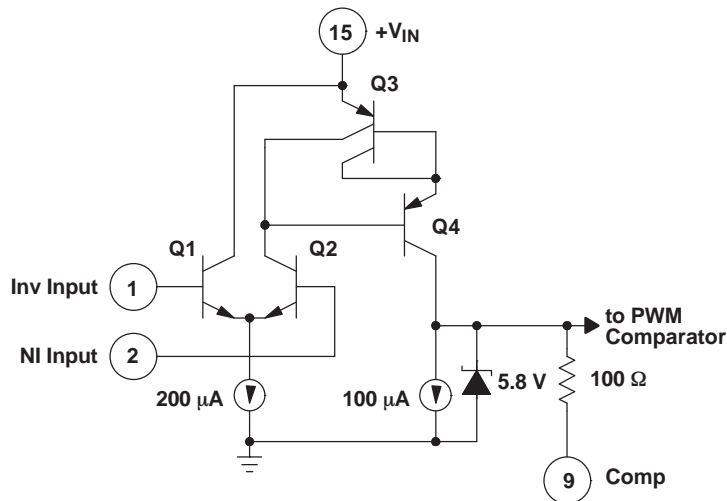 15 +VIN
Q3
Q4
Q1 Q2
Inv Input 1
NI Input 2
to PWM
Comparator
200 μA 100 μA 5.8 V 100 Ω
9 Comp